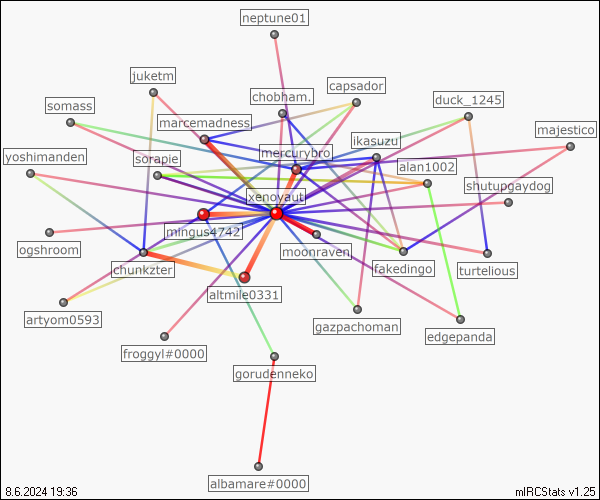 neptune01
juketm
capsador
chobham.
duck_1245
somass
marcemadness
majestico
ikasuzu
mercurybro
yoshimanden
sorapie
alan1002
shutupgaydog
xenoyaut
mingus4742
ogshroom
moonraven
chunkzter
fakedingo
turtelious
altmile0331
artyom0593
gazpachoman
edgepanda
froggyl#0000
gorudenneko
albamare#0000
8.6.2024 19:36
mIRCStats v1.25